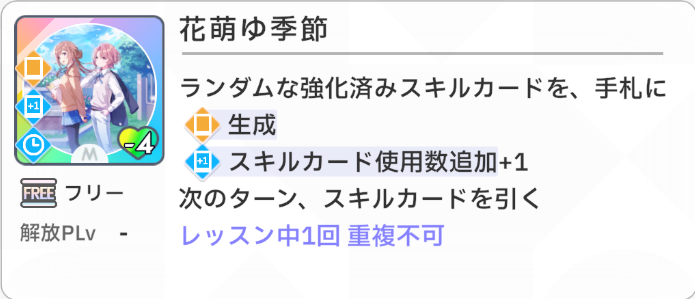 花萌ゆ季節
ランダムな強化済みスキルカードを、手札に
生成
+1 スキルカード使用数追加+1
次のターン、スキルカードを引く
レッスン中1回 重複不可
+1
-4
M
FREE フリー
解放PLv -